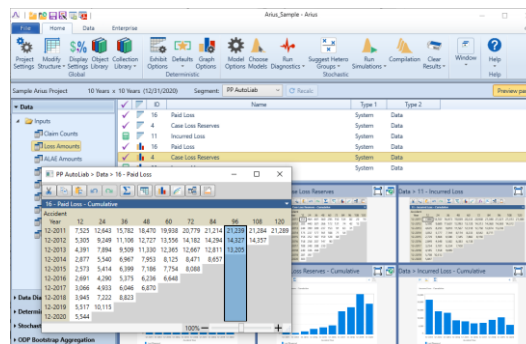 Arius_Sample - Arius
File Home Data Enterprise
Project Settings Modify Structure Display Settings Object Library Collection Library Exhibit Options Defaults Graph Options Model Options Choose Models Run Diagnostics Suggest Hetero Groups Run Simulations Compilation Clear Results Window Help
Global Deterministic Stochastic Help
Sample Arius Project 10 Years x 10 Years (12/31/2020) Segment: PP AutoLiab Recalc Preview pa
Data
ID Name Type 1 Type 2
Inputs
16 Paid Loss System Data
Claim Counts
4 Case Loss Reserves System Data
Loss Amounts
11 Incurred Loss System Data
ALAE Amounts
16 Paid Loss System Data
4 Case Loss Reserves System Data
PP AutoLiab > Data > 16 - Paid Loss
se Loss Reserves
Data > 11 - Incurred Loss
16 - Paid Loss - Cumulative
Accident
Year 12 24 36 48 60 72 84 96 108 120
12-2011 7,525 12,643 15,782 18,470 19,938 20,779 21,214 21,239 21,284 21,289
12-2012 5,305 9,249 11,106 12,727 13,556 14,182 14,294 14,327 14,357
12-2013 4,391 7,894 9,509 11,330 12,365 12,667 12,811 13,205
12-2014 2,877 5,540 6,967 7,953 8,125 8,471 8,657
12-2015 2,573 5,414 6,399 7,166 7,754 8,088
12-2016 2,691 4,290 5,373 6,236 6,648
12-2017 3,066 4,933 6,046 6,870
12-2018 3,945 7,222 8,823
12-2019 5,517 10,115
12-2020 5,544
oss Reserves - Cumulative
Data > Incurred Loss - Cumulative
100%
Data Dia
Determin
Stochast
ODP Bootstrap Aggregation